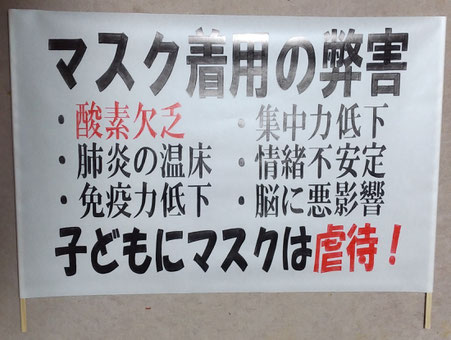 マスク着用の弊害
・酸素欠乏 ・集中力低下
・肺炎の温床 ・情緒不安定
・免疫力低下 ・脳に悪影響
子どもにマスクは虐待！